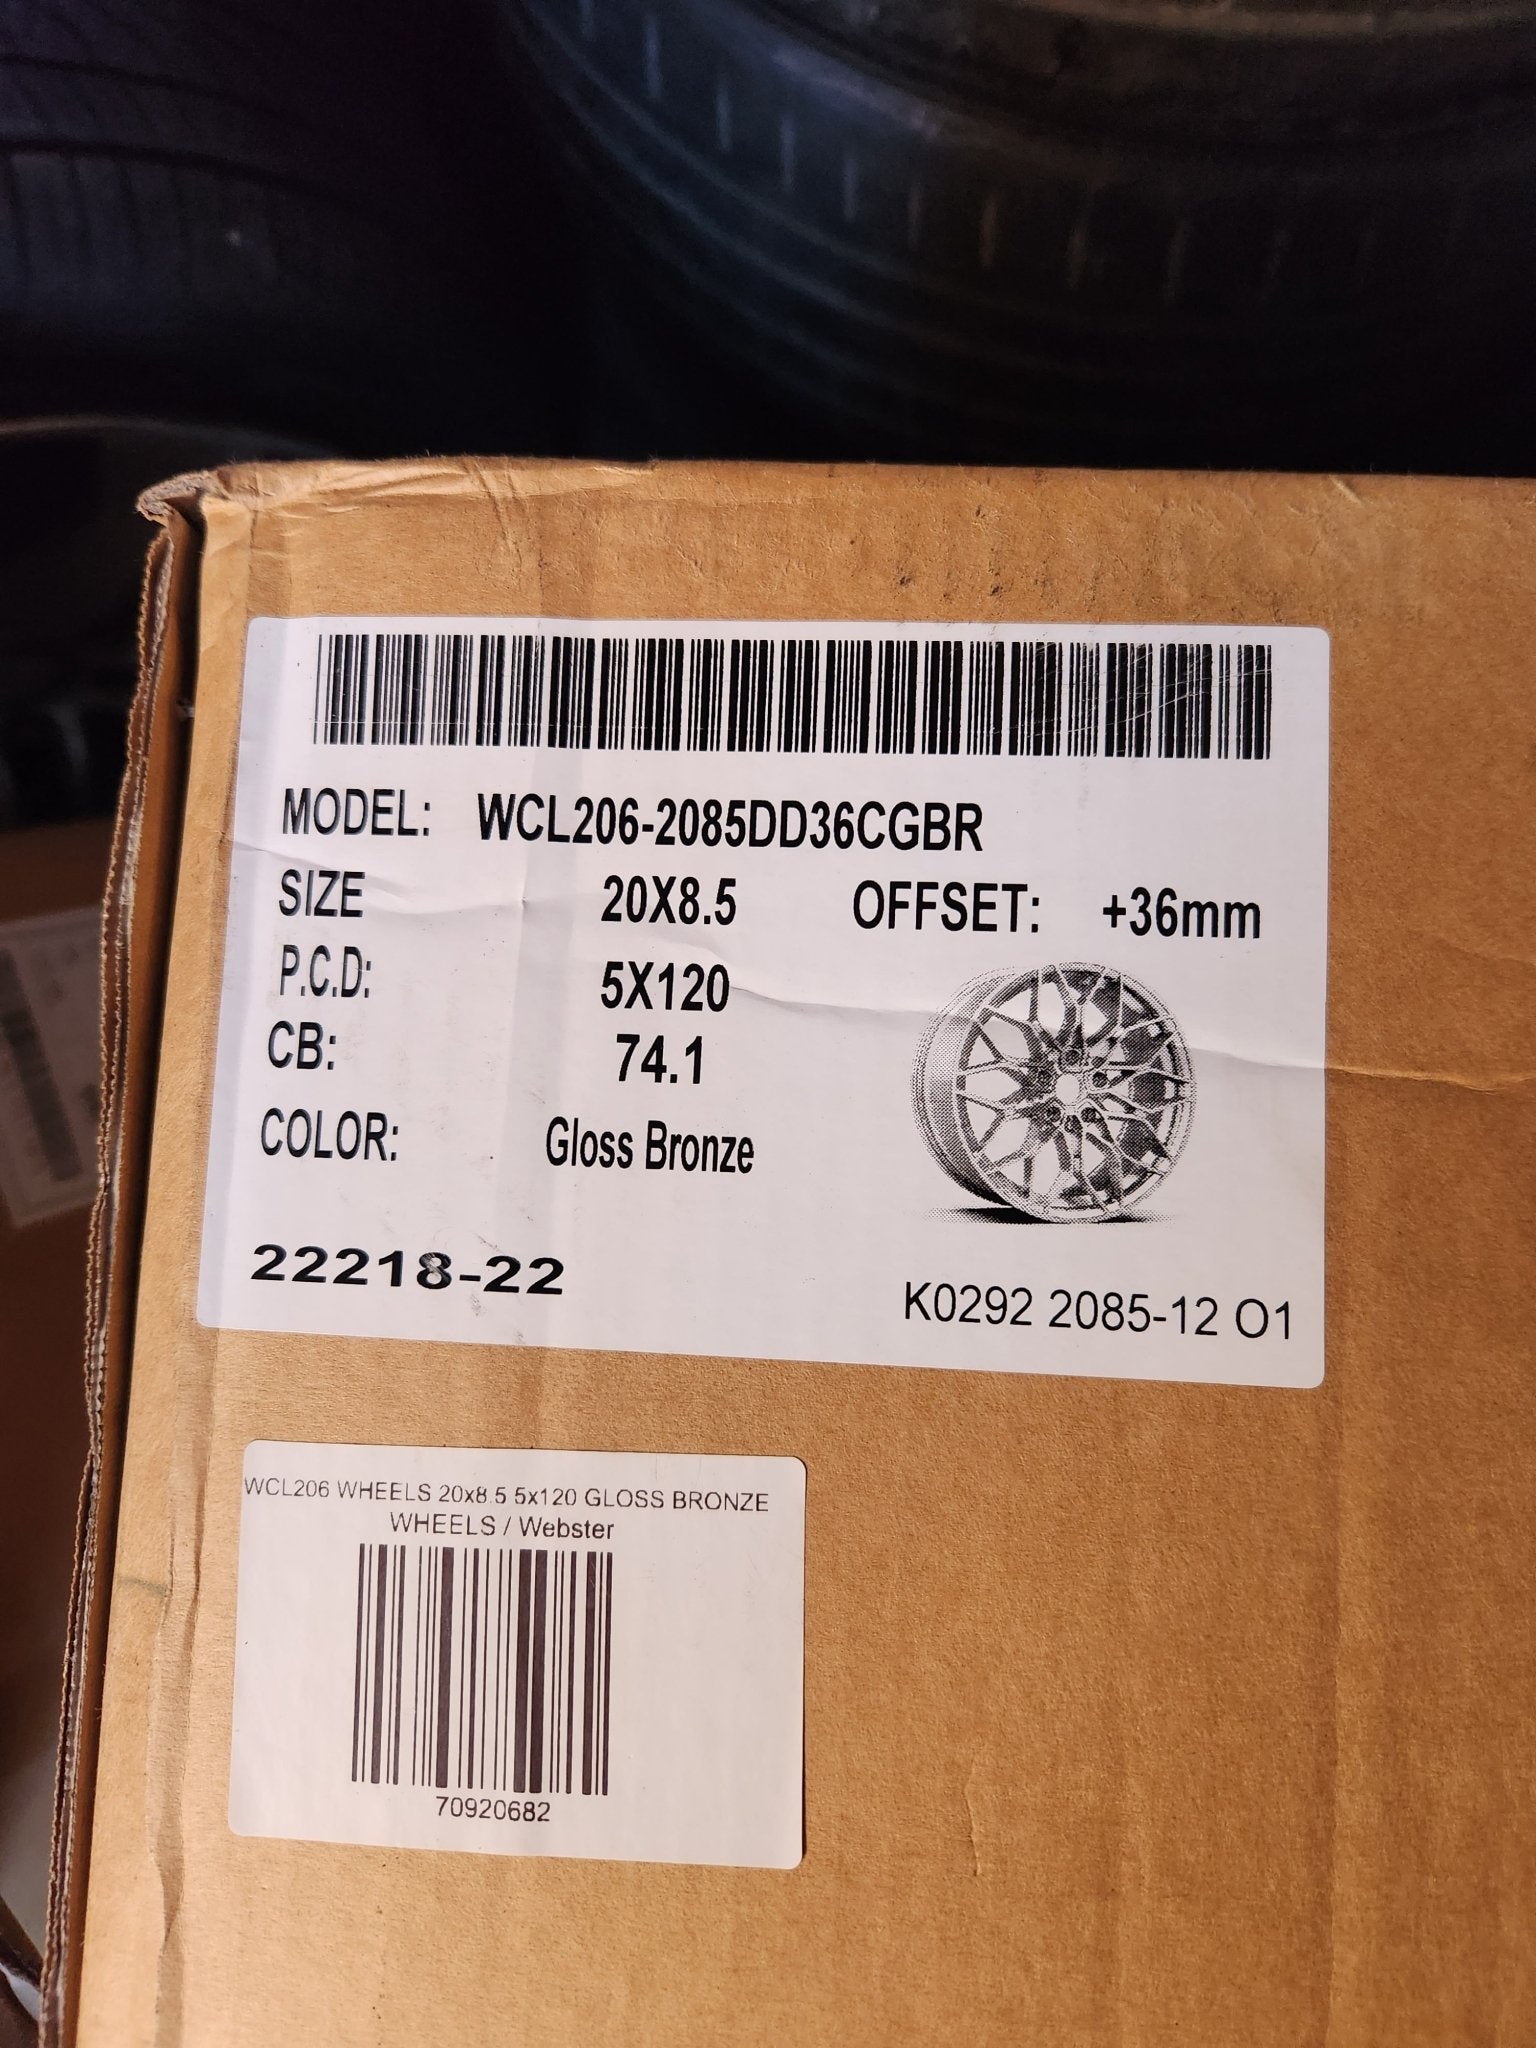 MODEL: WCL206-2085DD36CGBR
SIZE 20X8.5 OFFSET: +36mm
P.C.D: 5X120
CB: 74.1
COLOR: Gloss Bronze
22218-22
K0292 2085-12 O1
WCL206 WHEELS 20x8.5 5x120 GLOSS BRONZE
WHEELS / Webster
70920682